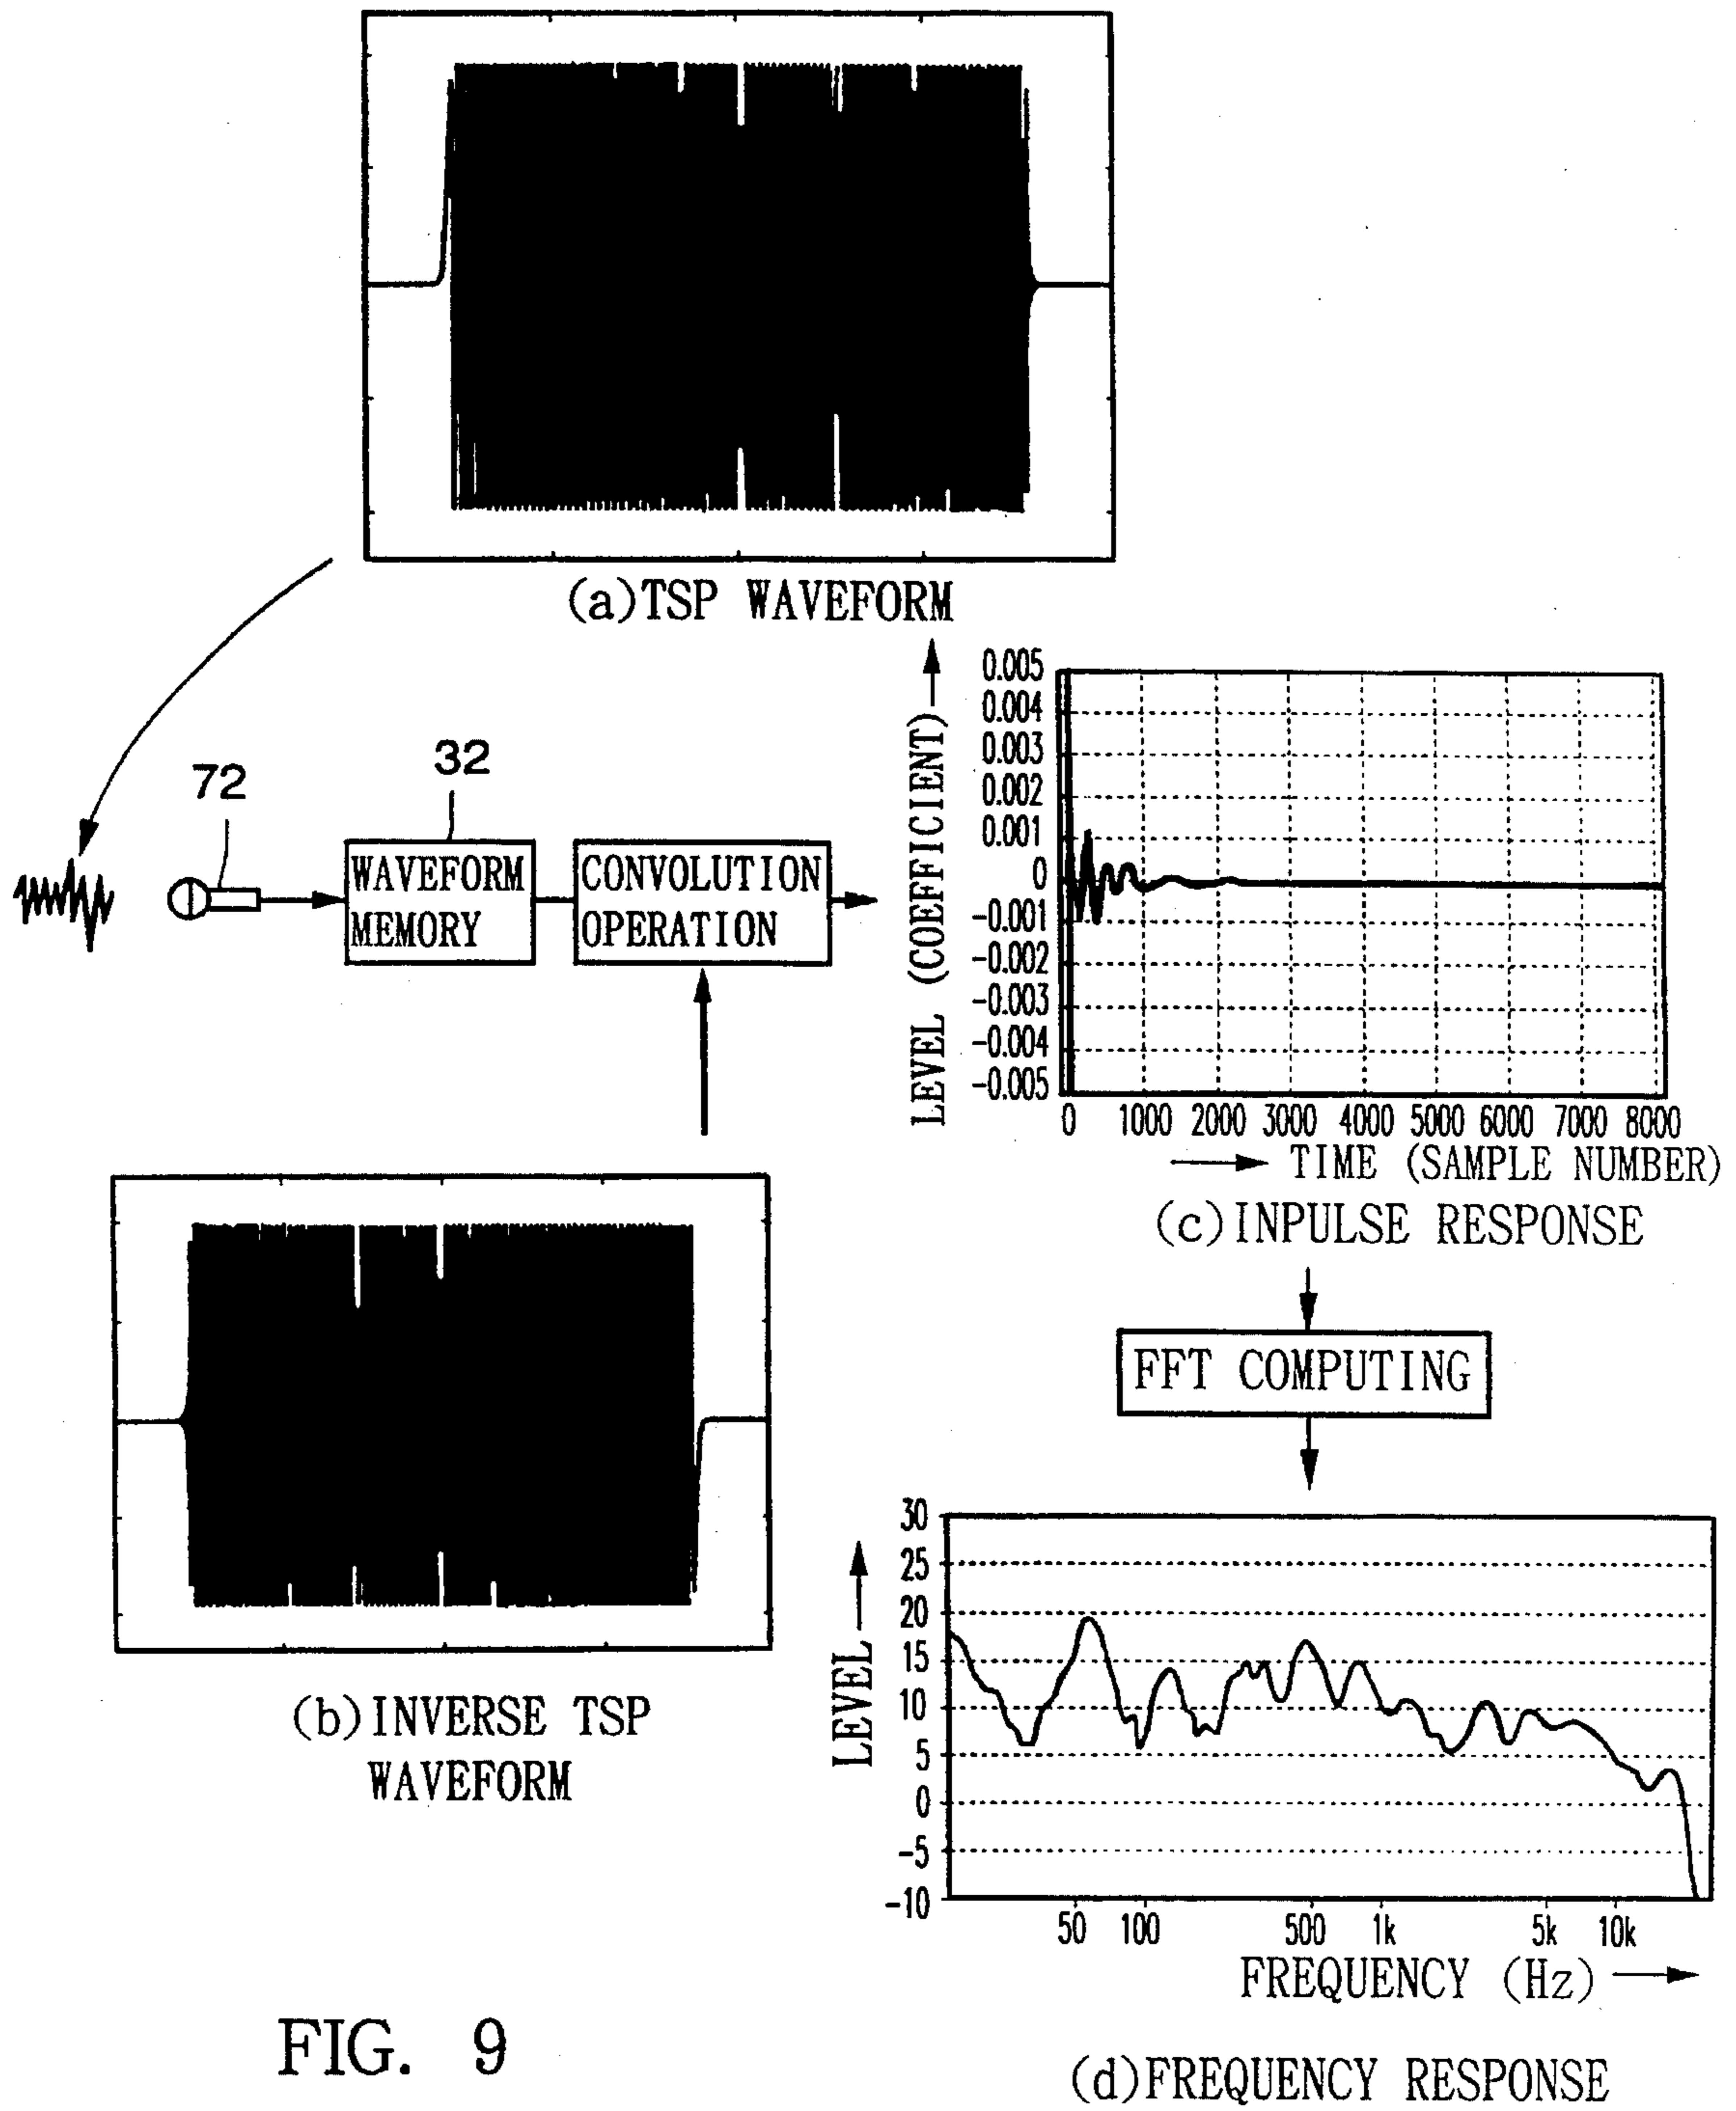 (a)TSP WAVEFORM
72
32
WAVEFORM
MEMORY
CONVOLUTION
OPERATION
LEVEL (COEFFICIENT)
0.005
0.004
0.003
0.002
0.001
0
-0.001
-0.002
-0.003
-0.004
-0.005
0 1000 2000 3000 4000 5000 6000 7000 8000
TIME (SAMPLE NUMBER)
(c)INPULSE RESPONSE
FFT COMPUTING
(b)INVERSE TSP
WAVEFORM
LEVEL
30
25
20
15
10
5
0
-5
-10
50 100 500 1k 5k 10k
FREQUENCY (Hz)
(d)FREQUENCY RESPONSE
FIG. 9